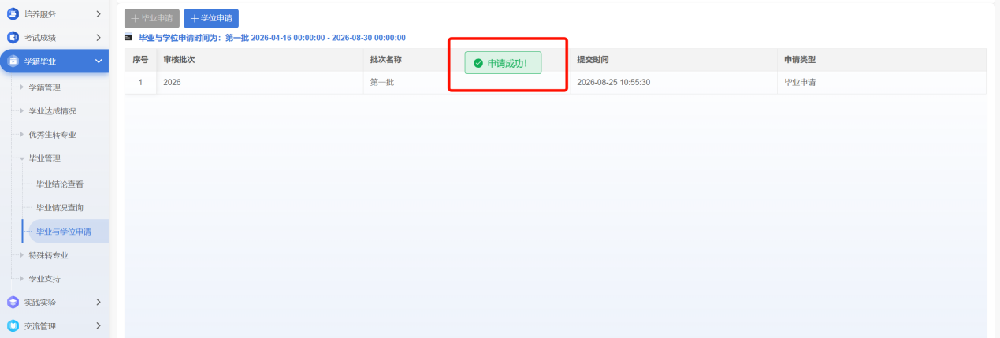 培养服务
考试成绩
学籍毕业
学籍管理
学业达成情况
优秀生转专业
毕业管理
毕业结论查看
毕业情况查询
毕业与学位申请
特殊转专业
学业支持
实践实验
交流管理
毕业申请 学位申请
毕业与学位申请时间为：第一批 2026-04-16 00:00:00 - 2026-08-30 00:00:00
序号 审核批次 批次名称 提交时间 申请类型
申请成功！
1 2026 第一批 2026-08-25 10:55:30 毕业申请